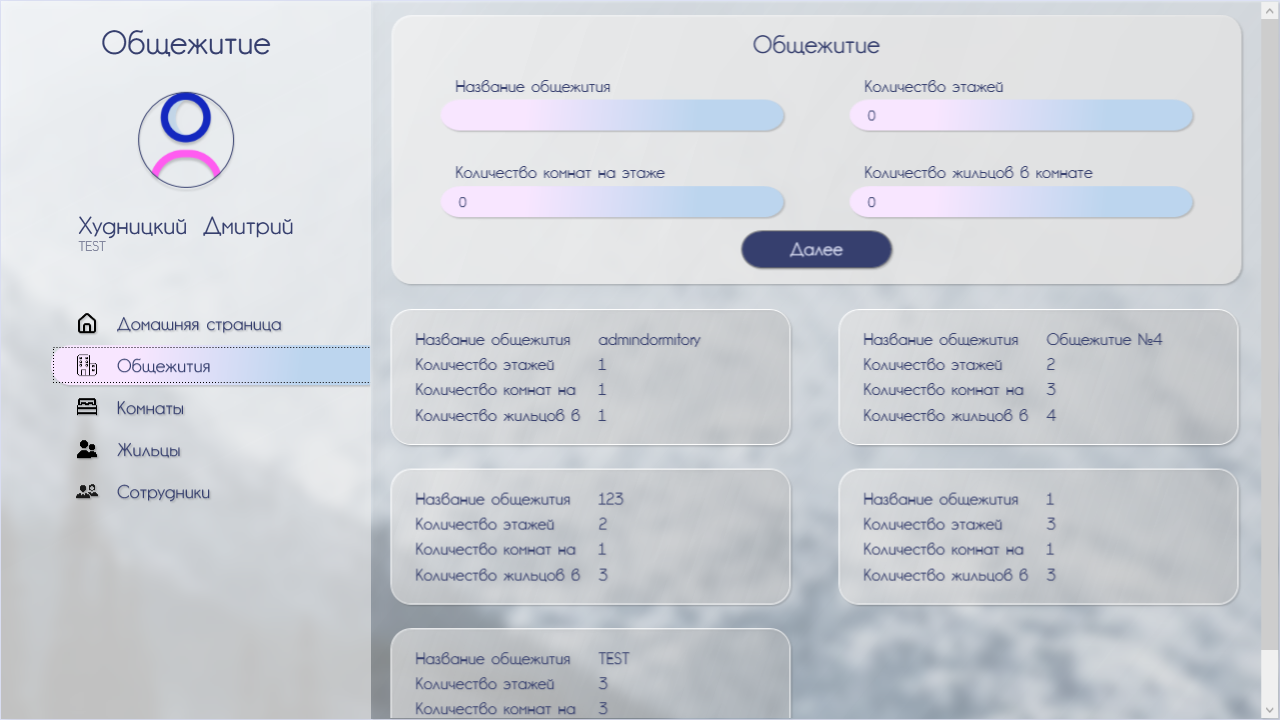 Общежитие
Худницкий Дмитрий
TEST
Домашняя страница
Общежития
Комнаты
Жильцы
Сотрудники
Общежитие
Название общежития
Количество этажей
0
Количество комнат на этаже
Количество жильцов в комнате
0
0
Далее
Название общежития admindormitory
Количество этажей 1
Количество комнат на 1
Количество жильцов в 1
Название общежития Общежитие №4
Количество этажей 2
Количество комнат на 3
Количество жильцов в 4
Название общежития 123
Количество этажей 2
Количество комнат на 1
Количество жильцов в 3
Название общежития 1
Количество этажей 3
Количество комнат на 1
Количество жильцов в 3
Название общежития TEST
Количество этажей 3
Количество комнат на 3